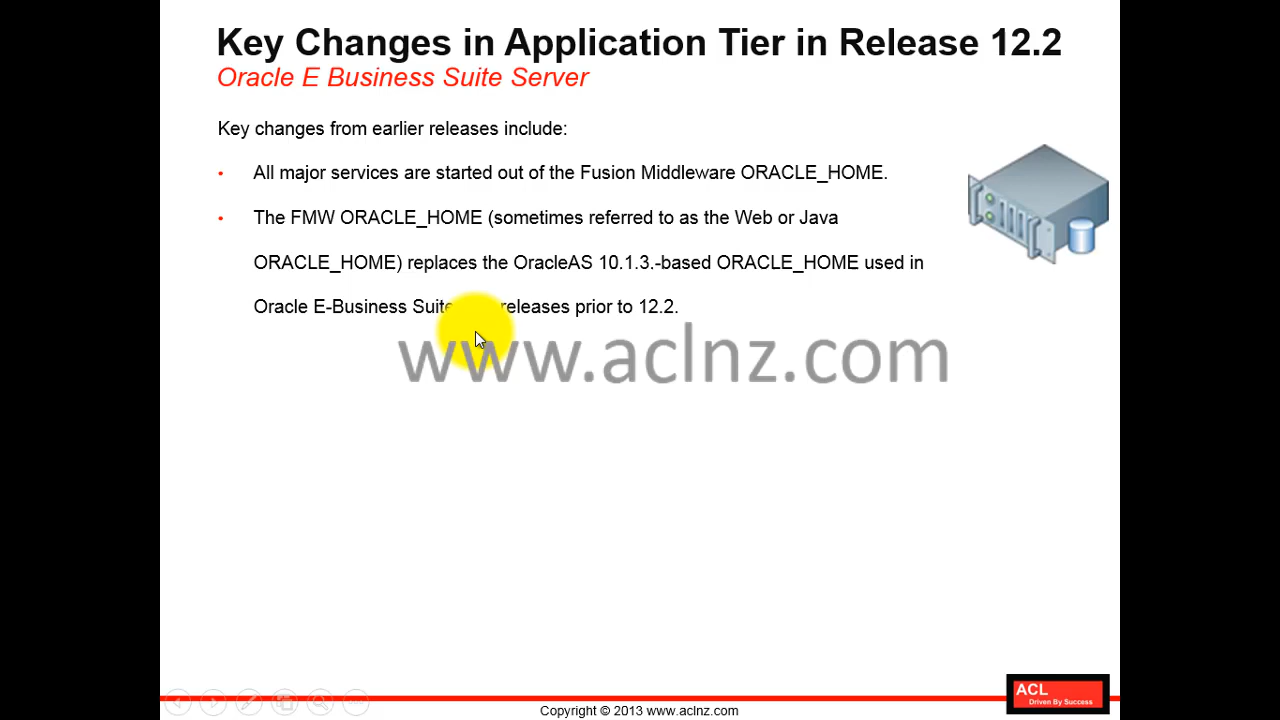 Key Changes in Application Tier in Release 12.2
Oracle E Business Suite Server
Key changes from earlier releases include:
• All major services are started out of the Fusion Middleware ORACLE_HOME.
• The FMW ORACLE_HOME (sometimes referred to as the Web or Java
ORACLE_HOME) replaces the OracleAS 10.1.3.-based ORACLE_HOME used in
Oracle E-Business Suite releases prior to 12.2.
www.aclnz.com
ACL
Driven By Success
Copyright © 2013 www.aclnz.com